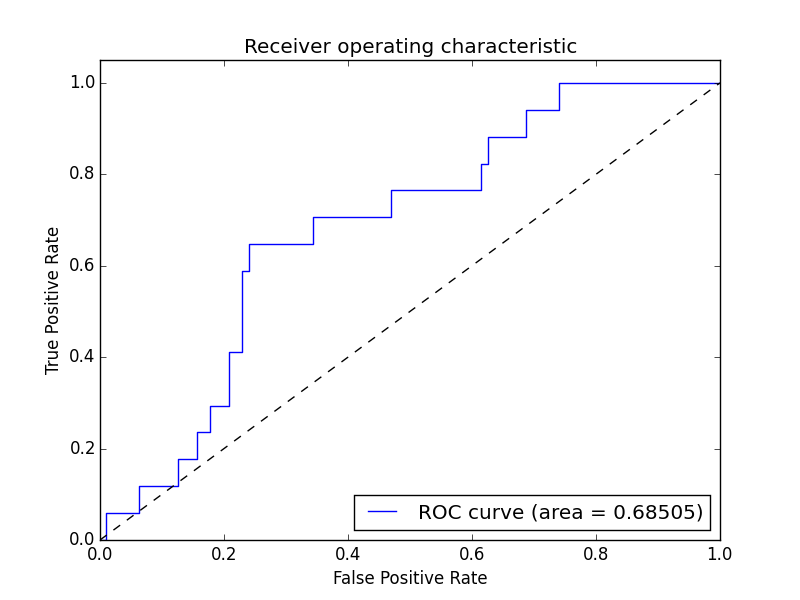 Receiver operating characteristic
1.0
0.8
0.6
0.4
0.2
0.0
True Positive Rate
ROC curve (area = 0.68505)
0.0 0.2 0.4 0.6 0.8 1.0
False Positive Rate